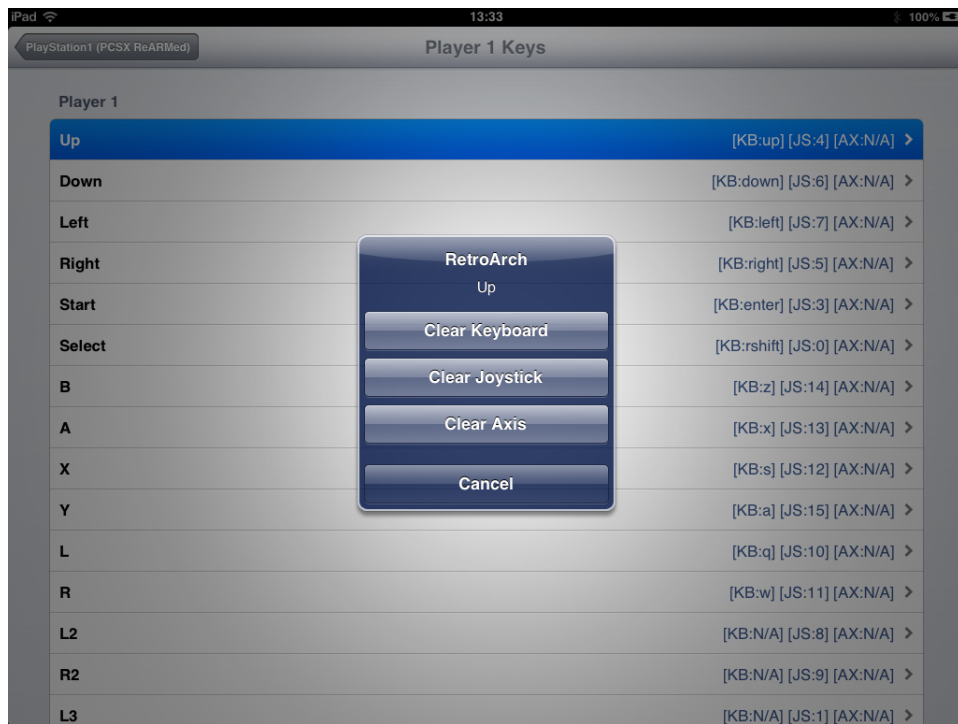 iPad 13:33 100%
PlayStation1 (PCSX ReARMed) Player 1 Keys
Player 1
Up [KB:up] [JS:4] [AX:N/A]
Down [KB:down] [JS:6] [AX:N/A]
Left [KB:left] [JS:7] [AX:N/A]
Right [KB:right] [JS:5] [AX:N/A]
Start [KB:enter] [JS:3] [AX:N/A]
Select [KB:rshift] [JS:0] [AX:N/A]
B [KB:z] [JS:14] [AX:N/A]
A [KB:x] [JS:13] [AX:N/A]
X [KB:s] [JS:12] [AX:N/A]
Y [KB:a] [JS:15] [AX:N/A]
L [KB:q] [JS:10] [AX:N/A]
R [KB:w] [JS:11] [AX:N/A]
L2 [KB:N/A] [JS:8] [AX:N/A]
R2 [KB:N/A] [JS:9] [AX:N/A]
L3 [KB:N/A] [JS:1] [AX:N/A]
RetroArch
Up
Clear Keyboard
Clear Joystick
Clear Axis
Cancel